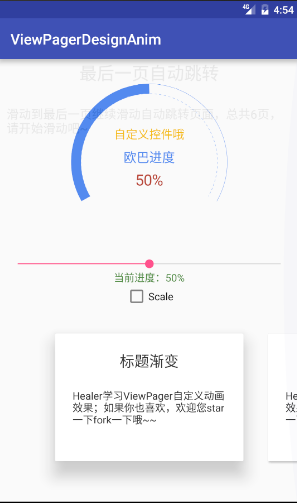 4G
4:54
ViewPagerDesignAnim
最后一页自动跳转
滑动到最后一页继续滑动自动跳转页面，总共6页，
请开始滑动吧~
自定义控件哦
欧巴进度
50%
当前进度：50%
Scale
标题渐变
Healer学习ViewPager自定义动画
效果；如果你也喜欢，欢迎您star
一下fork一下哦~~
Hea
效果
一下